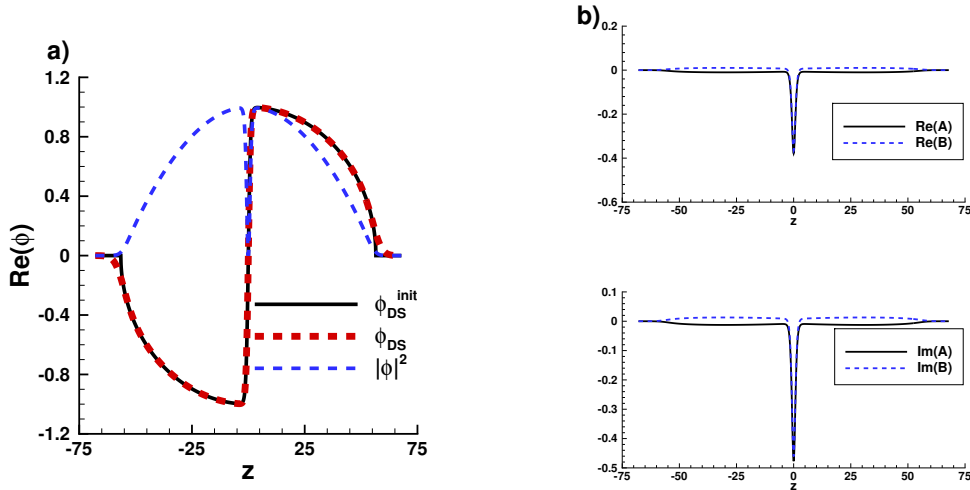 a)
1.2
0.8
0.4
0
-0.4
-0.8
-1.2
Re(ϕ)
-75
-25
25
75
z
ϕ_DS^init
ϕ_DS
|ϕ|^2
b)
0.2
0
-0.2
-0.4
-0.6
-75
-50
-25
0
25
50
75
z
Re(A)
Re(B)
0.1
0
-0.1
-0.2
-0.3
-0.4
-0.5
-75
-50
-25
0
25
50
75
z
Im(A)
Im(B)